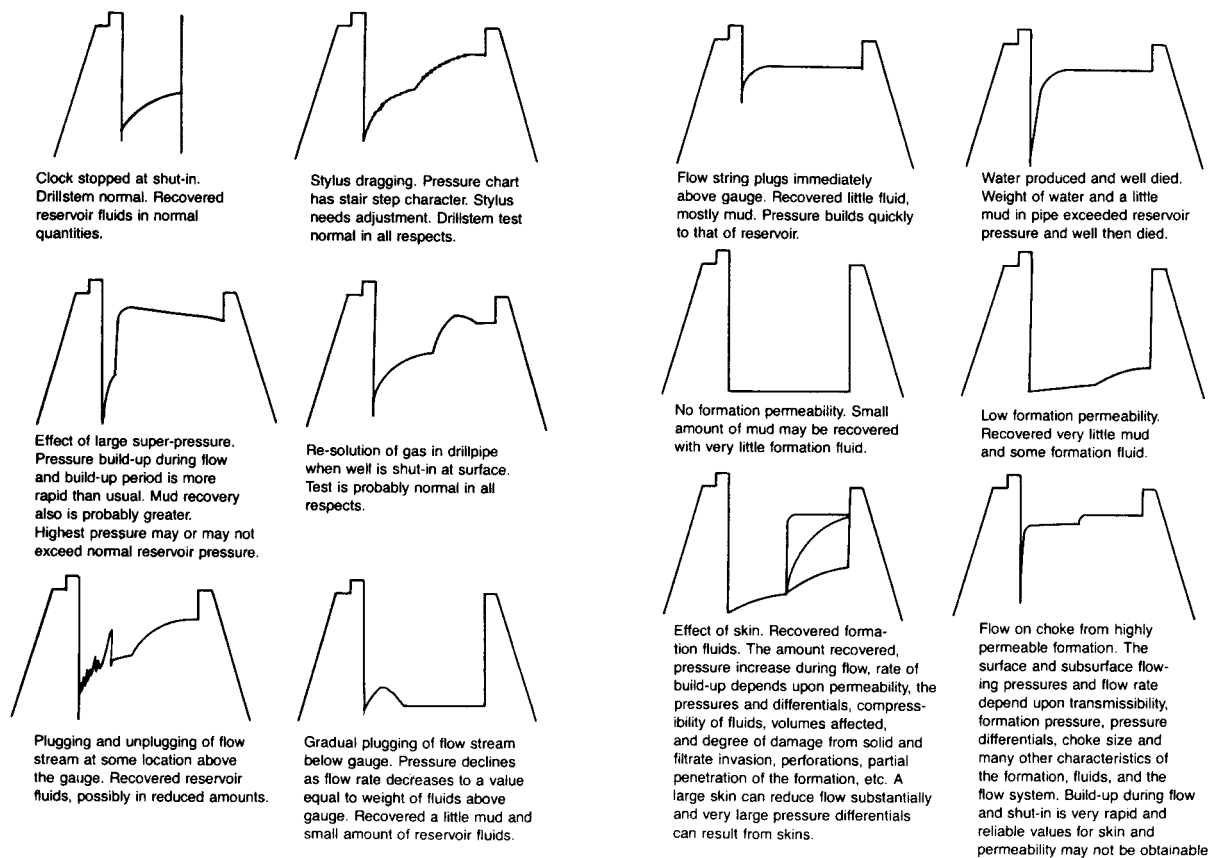 Clock stopped at shut-in.
Drillstem normal. Recovered
reservoir fluids in normal
quantities.
Stylus dragging. Pressure chart
has stair step character. Stylus
needs adjustment. Drillstem test
normal in all respects.
Flow string plugs immediately
above gauge. Recovered little fluid,
mostly mud. Pressure builds quickly
to that of reservoir.
Water produced and well died.
Weight of water and a little
mud in pipe exceeded reservoir
pressure and well then died.
Effect of large super-pressure.
Pressure build-up during flow
and build-up period is more
rapid than usual. Mud recovery
also is probably greater.
Highest pressure may or may not
exceed normal reservoir pressure.
Re-solution of gas in drillpipe
when well is shut-in at surface.
Test is probably normal in all
respects.
No formation permeability. Small
amount of mud may be recovered
with very little formation fluid.
Low formation permeability.
Recovered very little mud
and some formation fluid.
Plugging and unplugging of flow
stream at some location above
the gauge. Recovered reservoir
fluids, possibly in reduced amounts.
Gradual plugging of flow stream
below gauge. Pressure declines
as flow rate decreases to a value
equal to weight of fluids above
gauge. Recovered a little mud and
small amount of reservoir fluids.
Effect of skin. Recovered forma-
tion fluids. The amount recovered,
pressure increase during flow, rate of
build-up depends upon permeability, the
pressures and differentials, compress-
ibility of fluids, volumes affected,
and degree of damage from solid and
filtrate invasion, perforations, partial
penetration of the formation, etc. A
large skin can reduce flow substantially
and very large pressure differentials
can result from skins.
Flow on choke from highly
permeable formation. The
surface and subsurface flow-
ing pressures and flow rate
depend upon transmissibility,
formation pressure, pressure
differentials, choke size and
many other characteristics of
the formation, fluids, and the
flow system. Build-up during flow
and shut-in is very rapid and
reliable values for skin and
permeability may not be obtainable